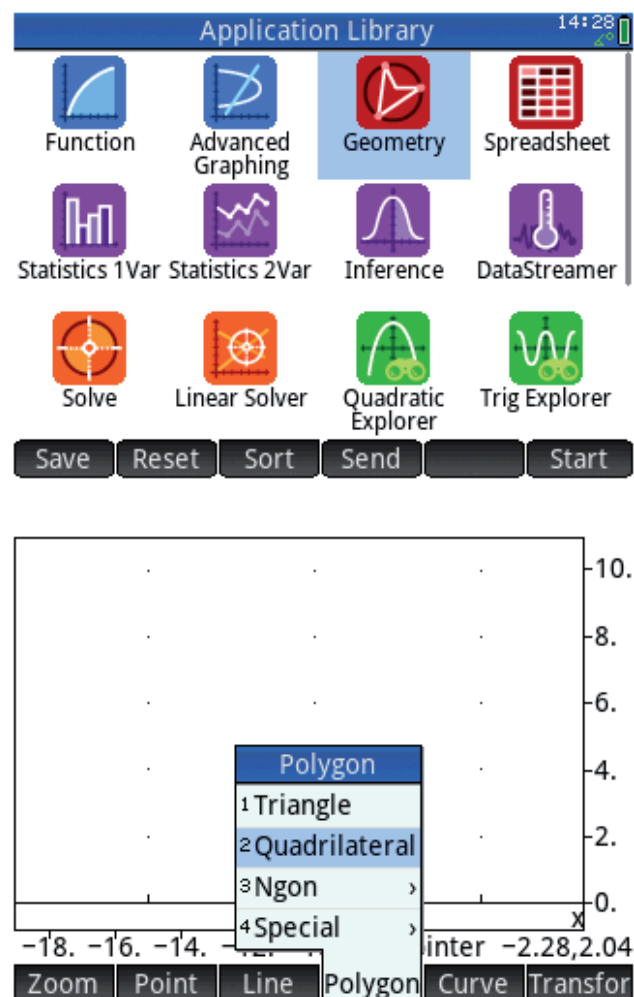 Application Library 14:28
Function Advanced Graphing Geometry Spreadsheet
Statistics 1Var Statistics 2Var Inference DataStreamer
Solve Linear Solver Quadratic Explorer Trig Explorer
Save Reset Sort Send Start
10.
8.
6.
4.
2.
0.
X
Polygon
1 Triangle
2 Quadrilateral
3 Ngon ›
4 Special ›
-18. -16. -14. inter -2.28,2.04
Zoom Point Line Polygon Curve Transfor